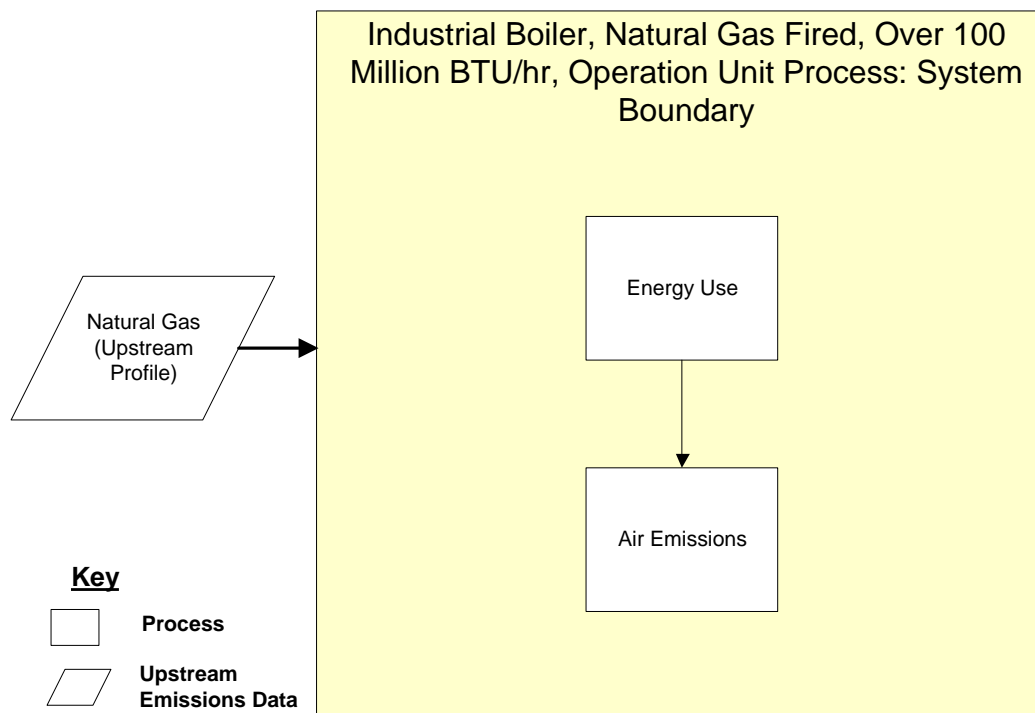 Industrial Boiler, Natural Gas Fired, Over 100
Million BTU/hr, Operation Unit Process: System
Boundary
Energy Use
Natural Gas
(Upstream
Profile)
Air Emissions
Key
Process
Upstream
Emissions Data